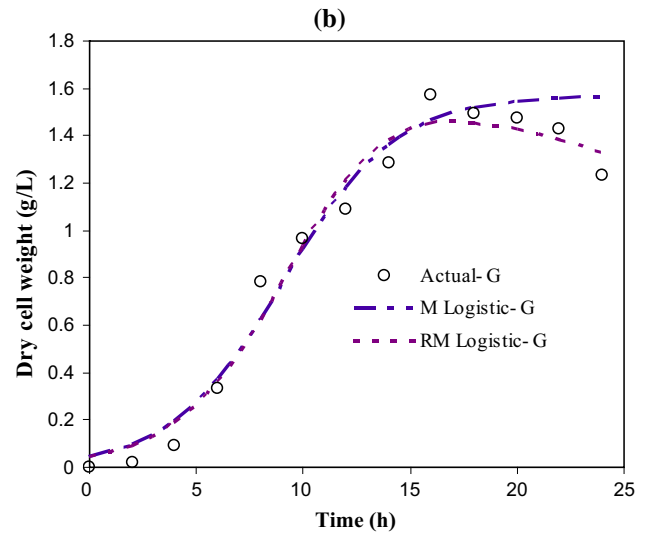 (b)
Dry cell weight (g/L)
1.8
1.6
1.4
1.2
1
0.8
0.6
0.4
0.2
0
Actual- G
M Logistic- G
RM Logistic- G
0 5 10 15 20 25
Time (h)